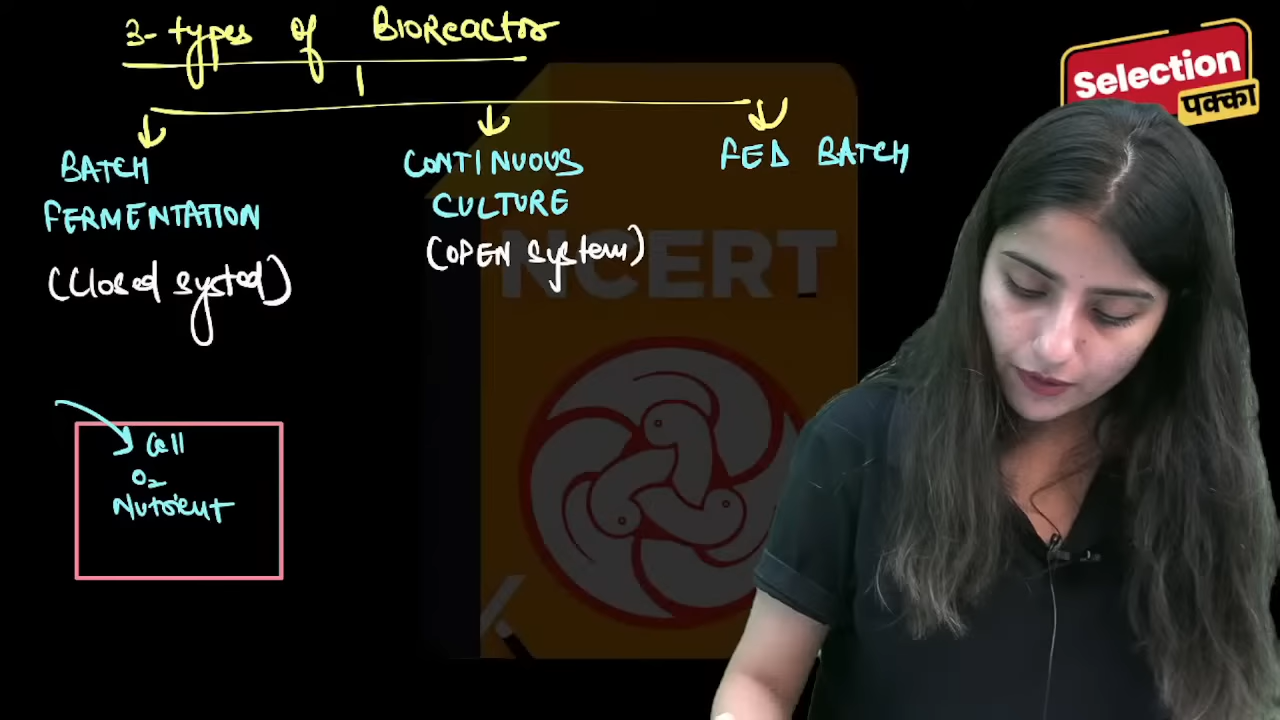 3- types of BIOReactor
BATCH
FERMENTATION
(Closed systed)
CONTINUOUS
CULTURE
(OPEN system)
FED BATCH
Cell
O2
Nutrient
NCERT
Selection
पक्का